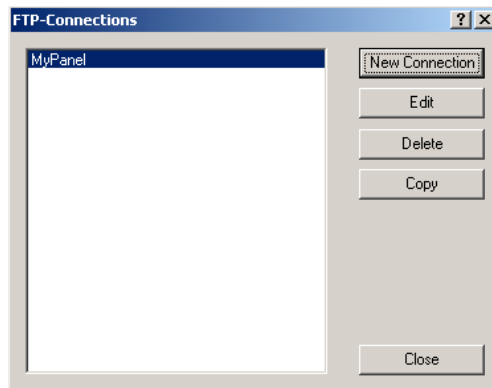 FTP-Connections
MyPanel
New Connection
Edit
Delete
Copy
Close